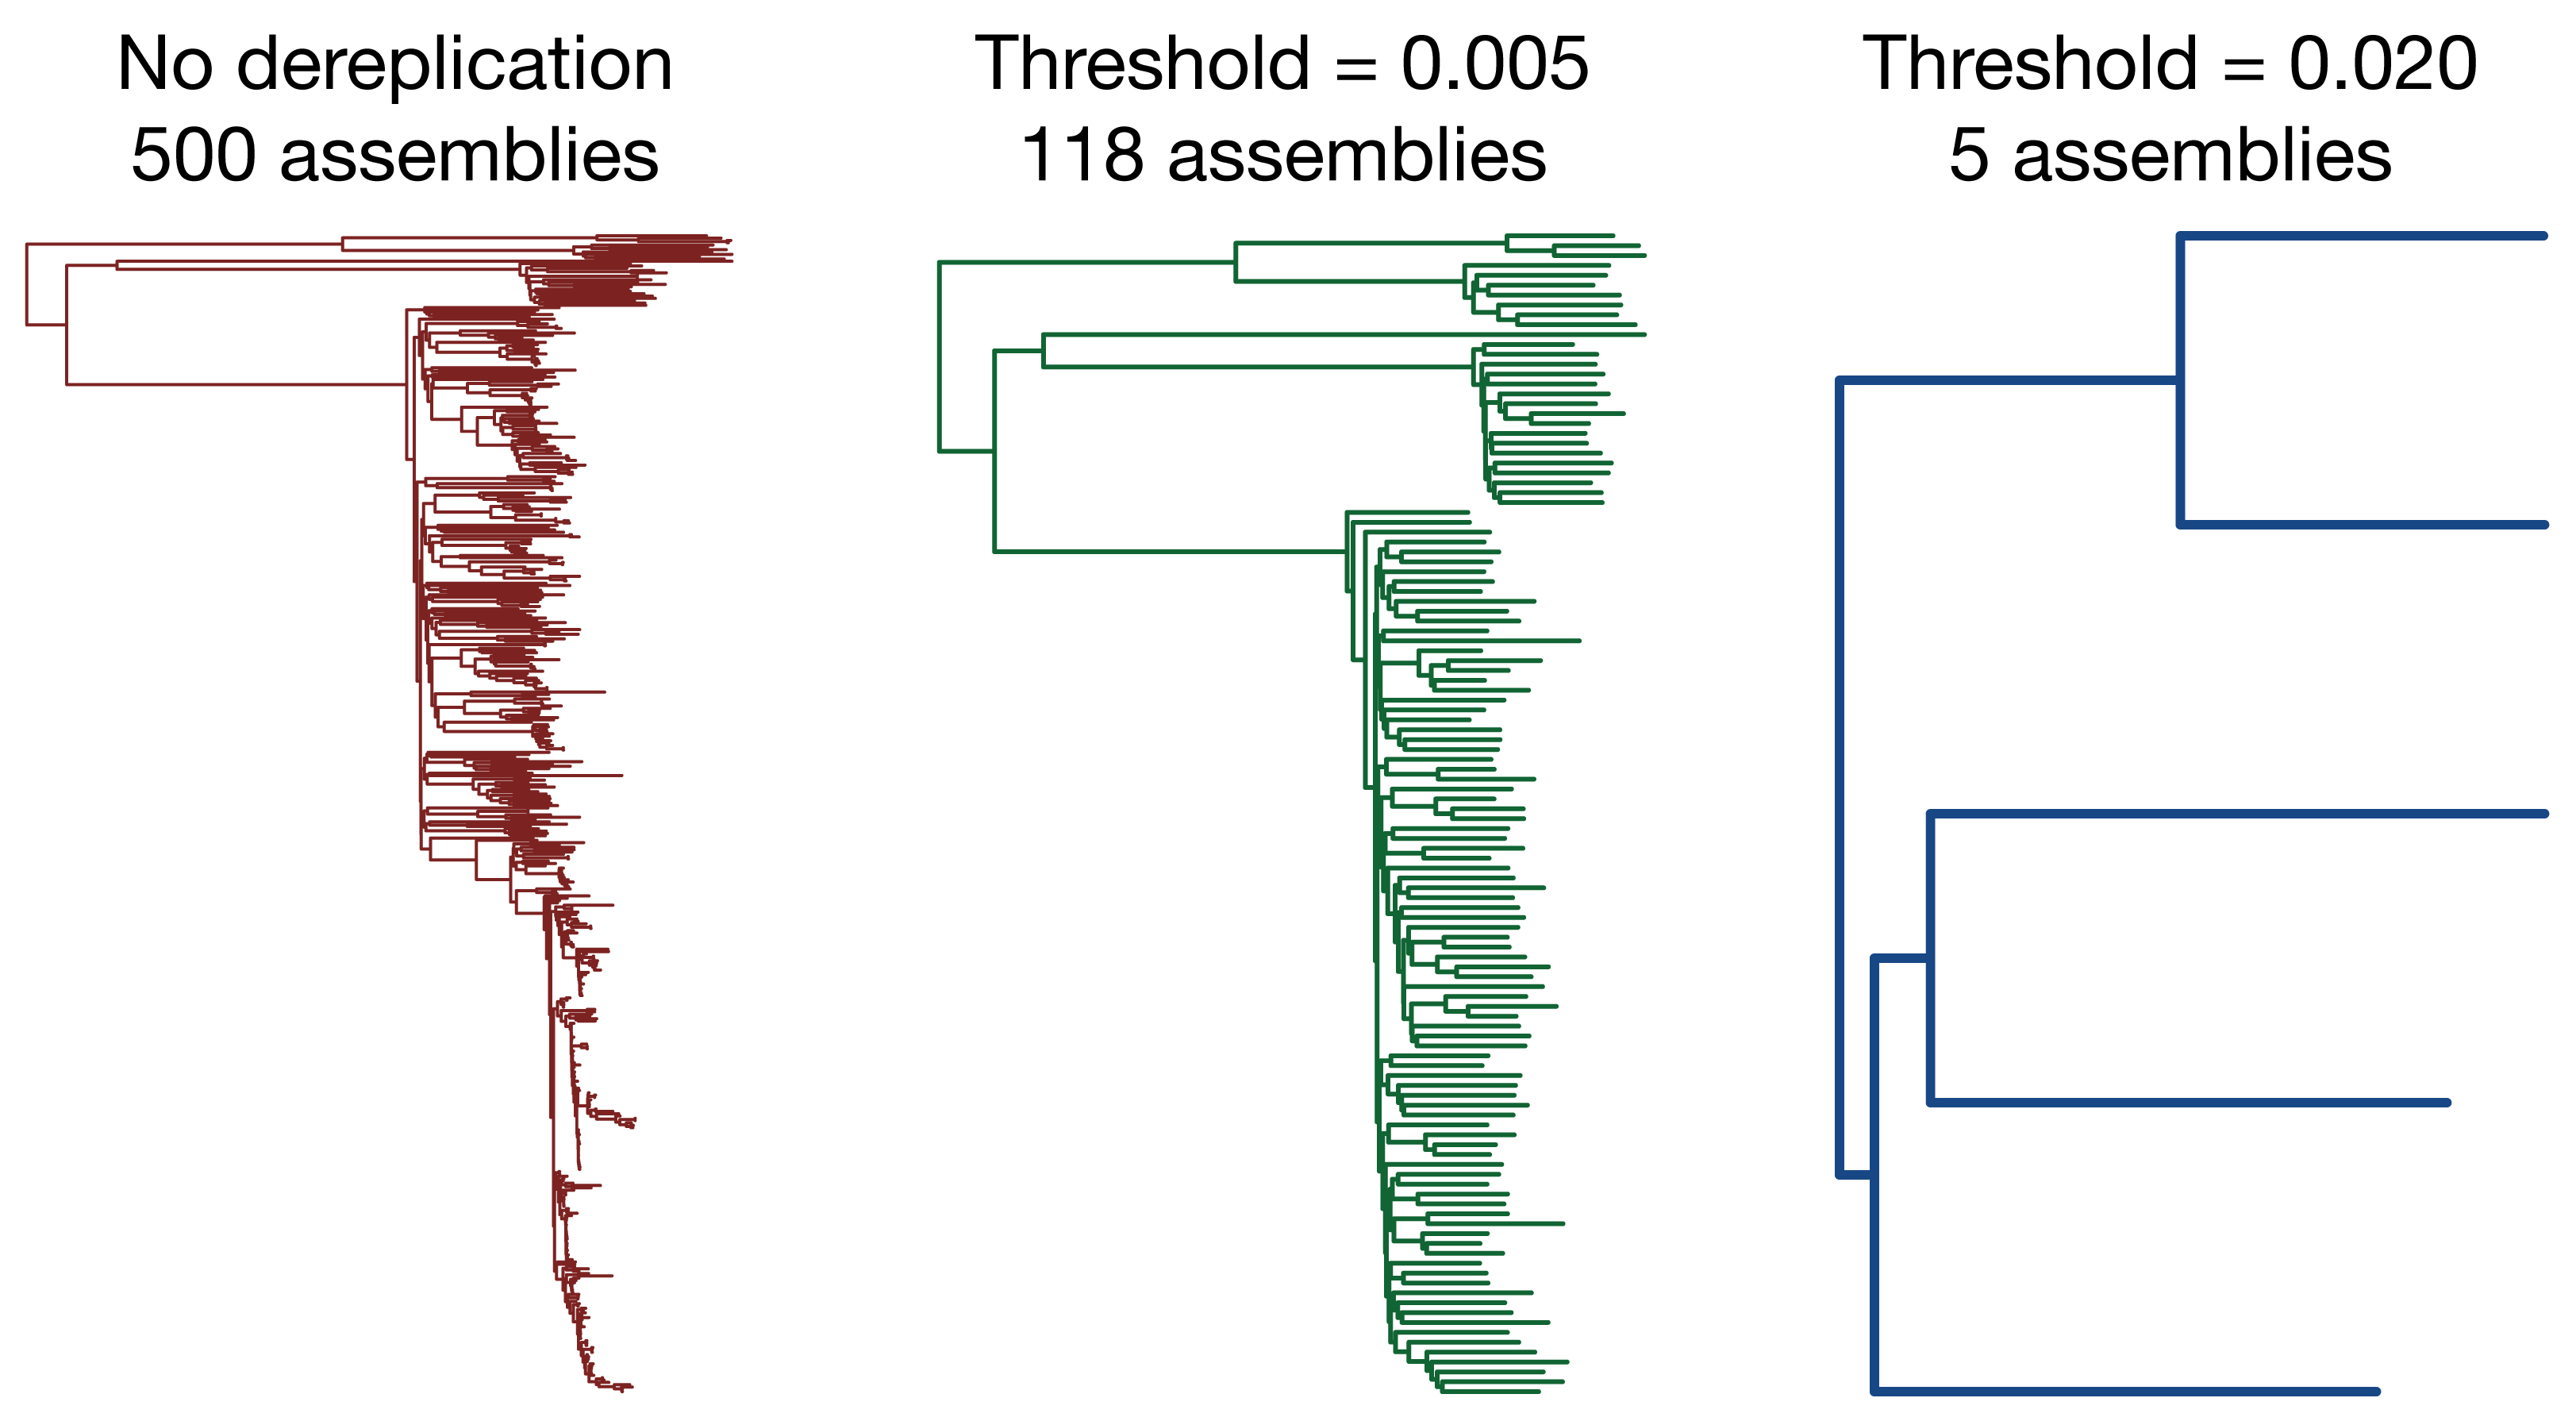 No dereplication
500 assemblies
Threshold = 0.005
118 assemblies
Threshold = 0.020
5 assemblies